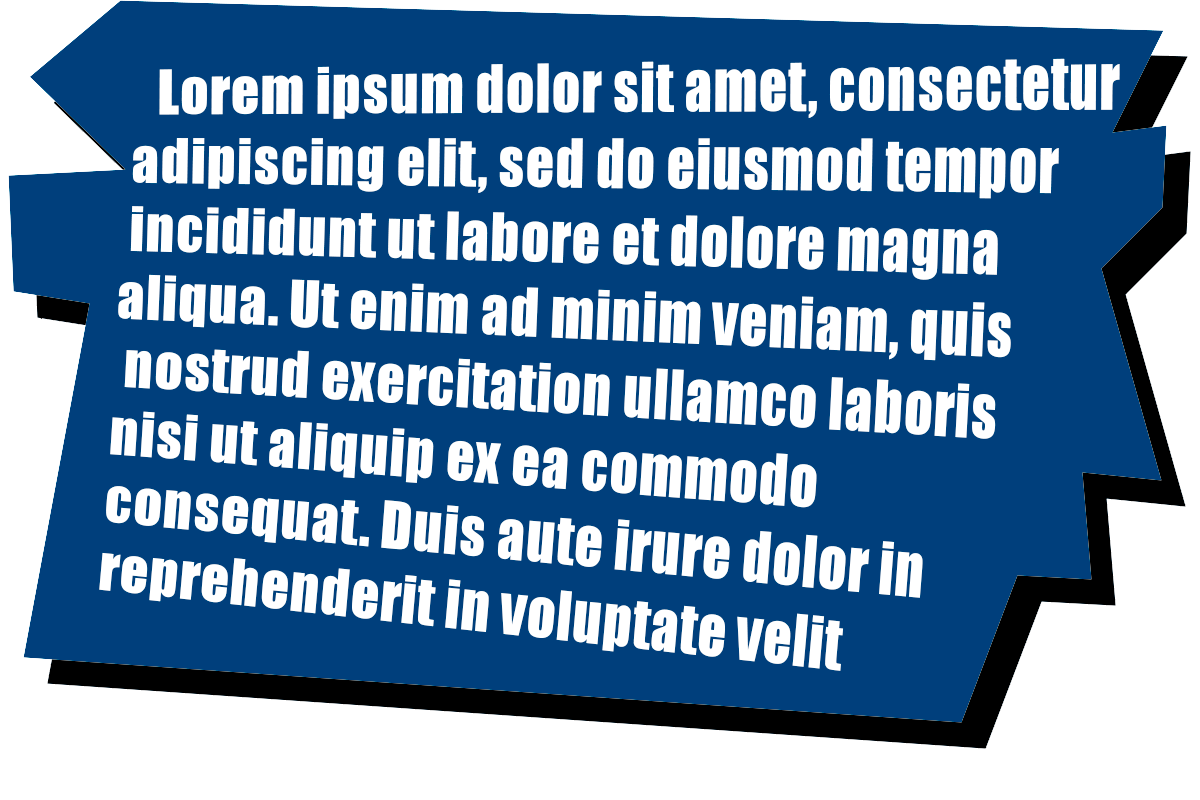 Lorem ipsum dolor sit amet, consectetur
adipiscing elit, sed do eiusmod tempor
incididunt ut labore et dolore magna
aliqua. Ut enim ad minim veniam, quis
nostrud exercitation ullamco laboris
nisi ut aliquip ex ea commodo
consequat. Duis aute irure dolor in
reprehenderit in voluptate velit